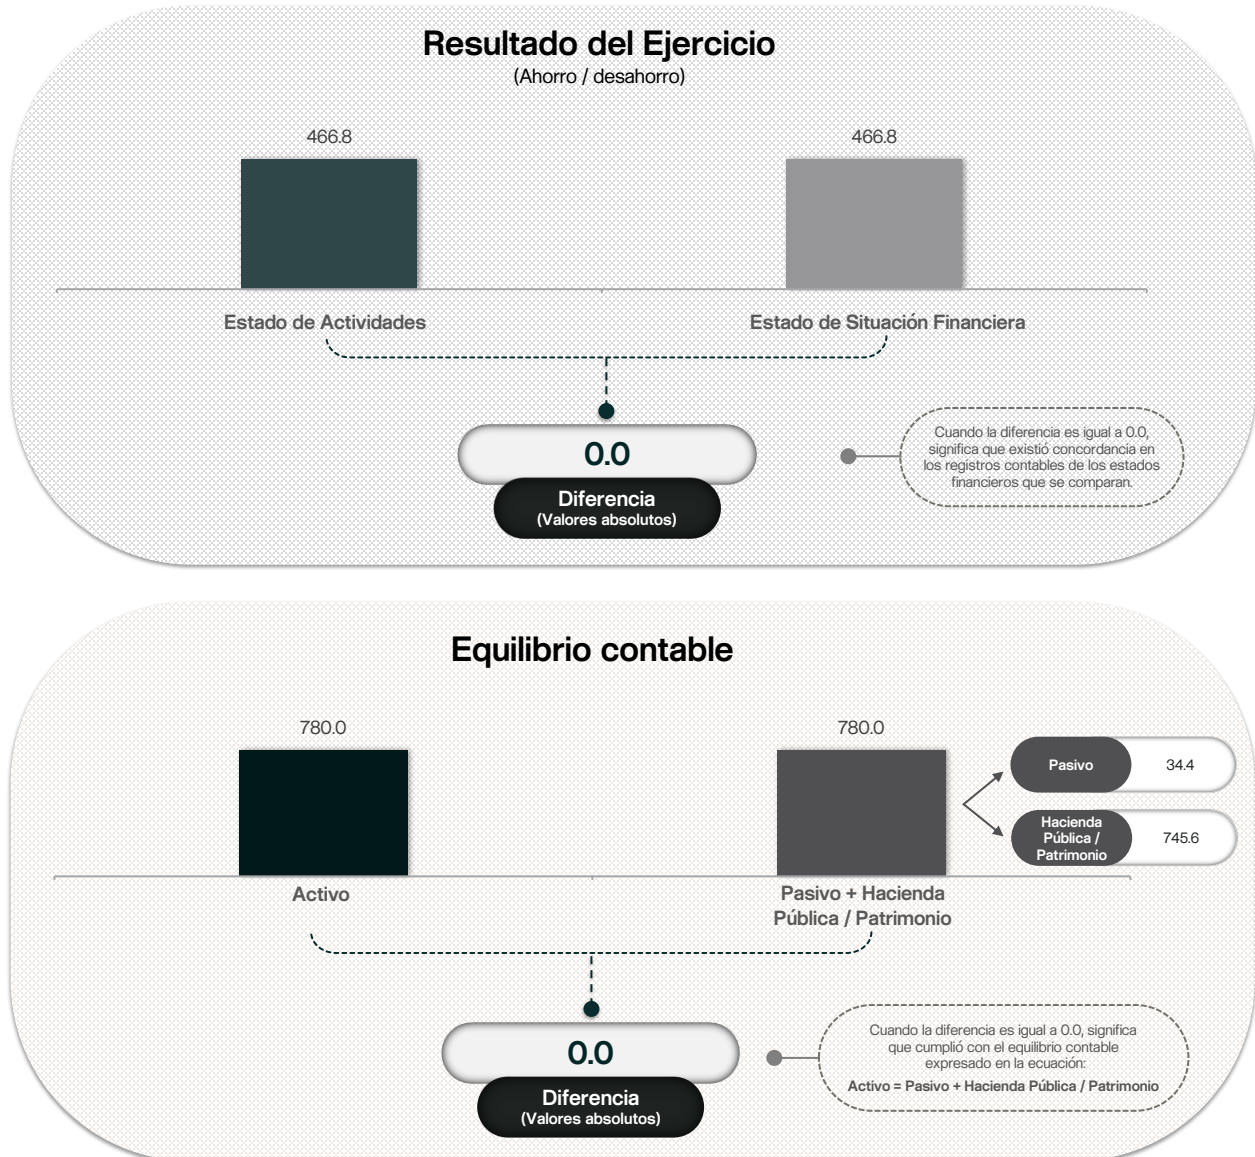 Resultado del Ejercicio
(Ahorro / desahorro)
466.8
466.8
Estado de Actividades
Estado de Situación Financiera
0.0
Diferencia
(Valores absolutos)
Cuando la diferencia es igual a 0.0,
significa que existió concordancia en
los registros contables de los estados
financieros que se comparan.
Equilibrio contable
780.0
780.0
Pasivo
34.4
Hacienda
Pública /
Patrimonio
745.6
Activo
Pasivo + Hacienda
Pública / Patrimonio
0.0
Diferencia
(Valores absolutos)
Cuando la diferencia es igual a 0.0, significa
que cumplió con el equilibrio contable
expresado en la ecuación:
Activo = Pasivo + Hacienda Pública / Patrimonio